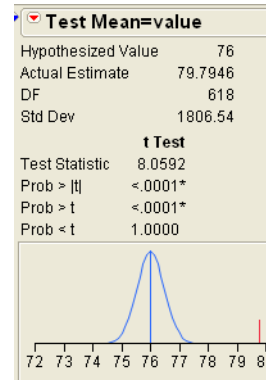 Test Mean=value
Hypothesized Value 76
Actual Estimate 79.7946
DF 618
Std Dev 1806.54
t Test
Test Statistic 8.0592
Prob > |t| <.0001*
Prob > t <.0001*
Prob < t 1.0000
72 73 74 75 76 77 78 79 8